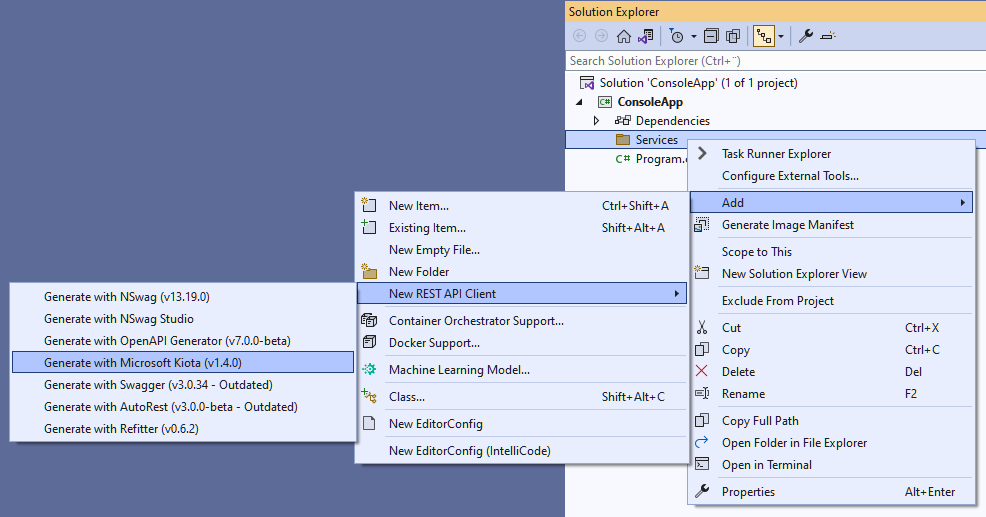 Solution Explorer
Search Solution Explorer (Ctrl+¨)
Solution 'ConsoleApp' (1 of 1 project)
C# ConsoleApp
Dependencies
Services
C# Program.
Task Runner Explorer
Configure External Tools...
Add
Generate Image Manifest
Scope to This
New Solution Explorer View
Exclude From Project
Cut Ctrl+X
Copy Ctrl+C
Delete Del
Rename F2
Copy Full Path
Open Folder in File Explorer
Open in Terminal
Properties Alt+Enter
New Item... Ctrl+Shift+A
Existing Item... Shift+Alt+A
New Empty File...
New Folder
New REST API Client
Container Orchestrator Support...
Docker Support...
Machine Learning Model...
Class... Shift+Alt+C
New EditorConfig
New EditorConfig (IntelliCode)
Generate with NSwag (v13.19.0)
Generate with NSwag Studio
Generate with OpenAPI Generator (v7.0.0-beta)
Generate with Microsoft Kiota (v1.4.0)
Generate with Swagger (v3.0.34 - Outdated)
Generate with AutoRest (v3.0.0-beta - Outdated)
Generate with Refitter (v0.6.2)